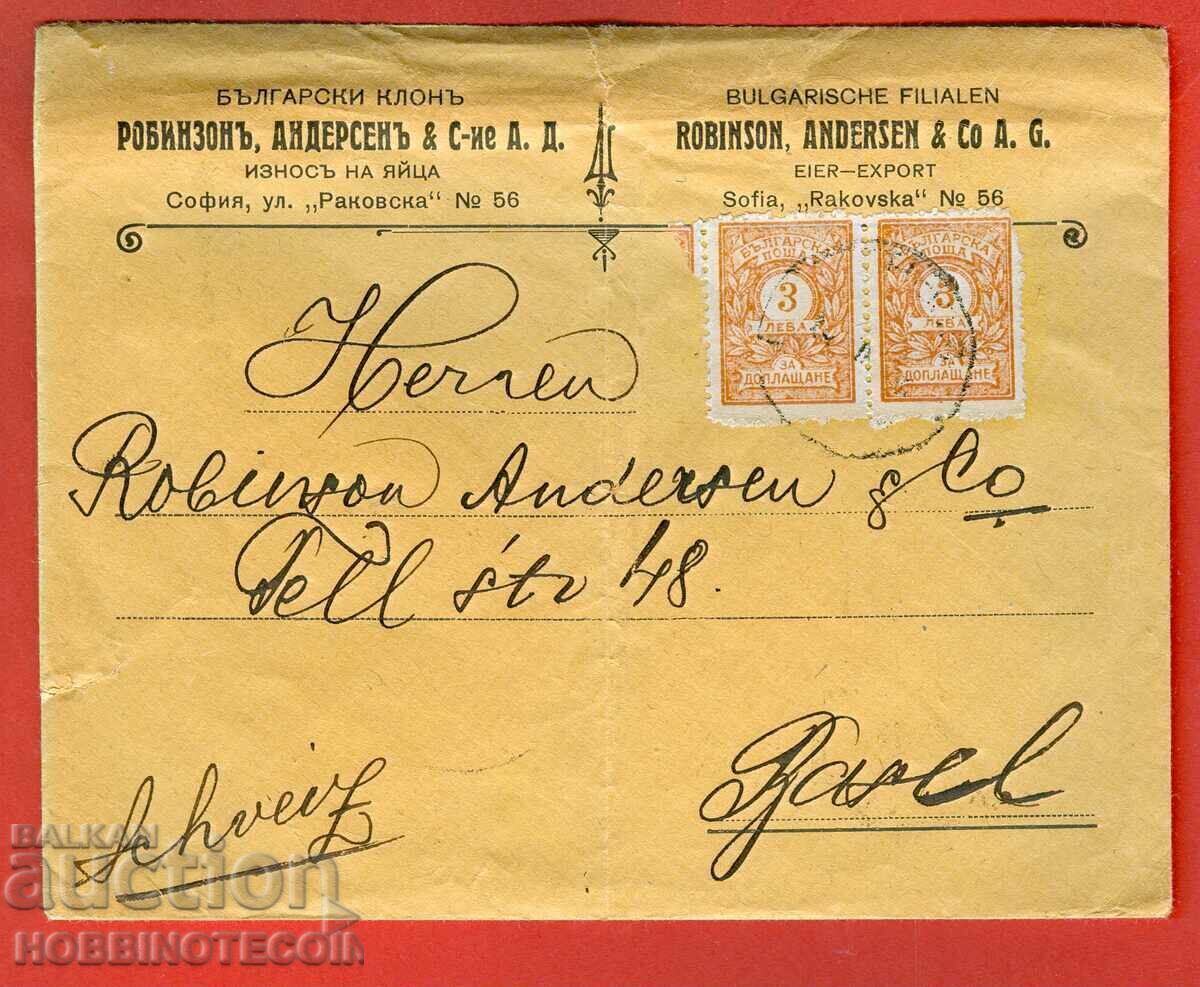 БЪЛГАРСКИ КЛОНЪ
РОБИНЗОНЪ, АНДЕРСЕНЪ & С-ие А. Д.
ИЗНОСЪ НА ЯЙЦА
София, ул. „Раковска“ № 56
BULGARISCHE FILIALEN
ROBINSON, ANDERSEN & Co A. G.
EIER—EXPORT
Sofia, „Rakovska“ № 56
БЪЛГАРСКА
ПОЩА
3
ЛЕВА
ЗА
ДОПЛАЩАНЕ
БЪЛГАРСКА
ПОЩА
3
ЛЕВА
ЗА
ДОПЛАЩАНЕ
Herren
Robinson Andersen & Co
Tell str 48.
Basel
Schveiz
BALKAN
auction
HOBBINOTECOIN